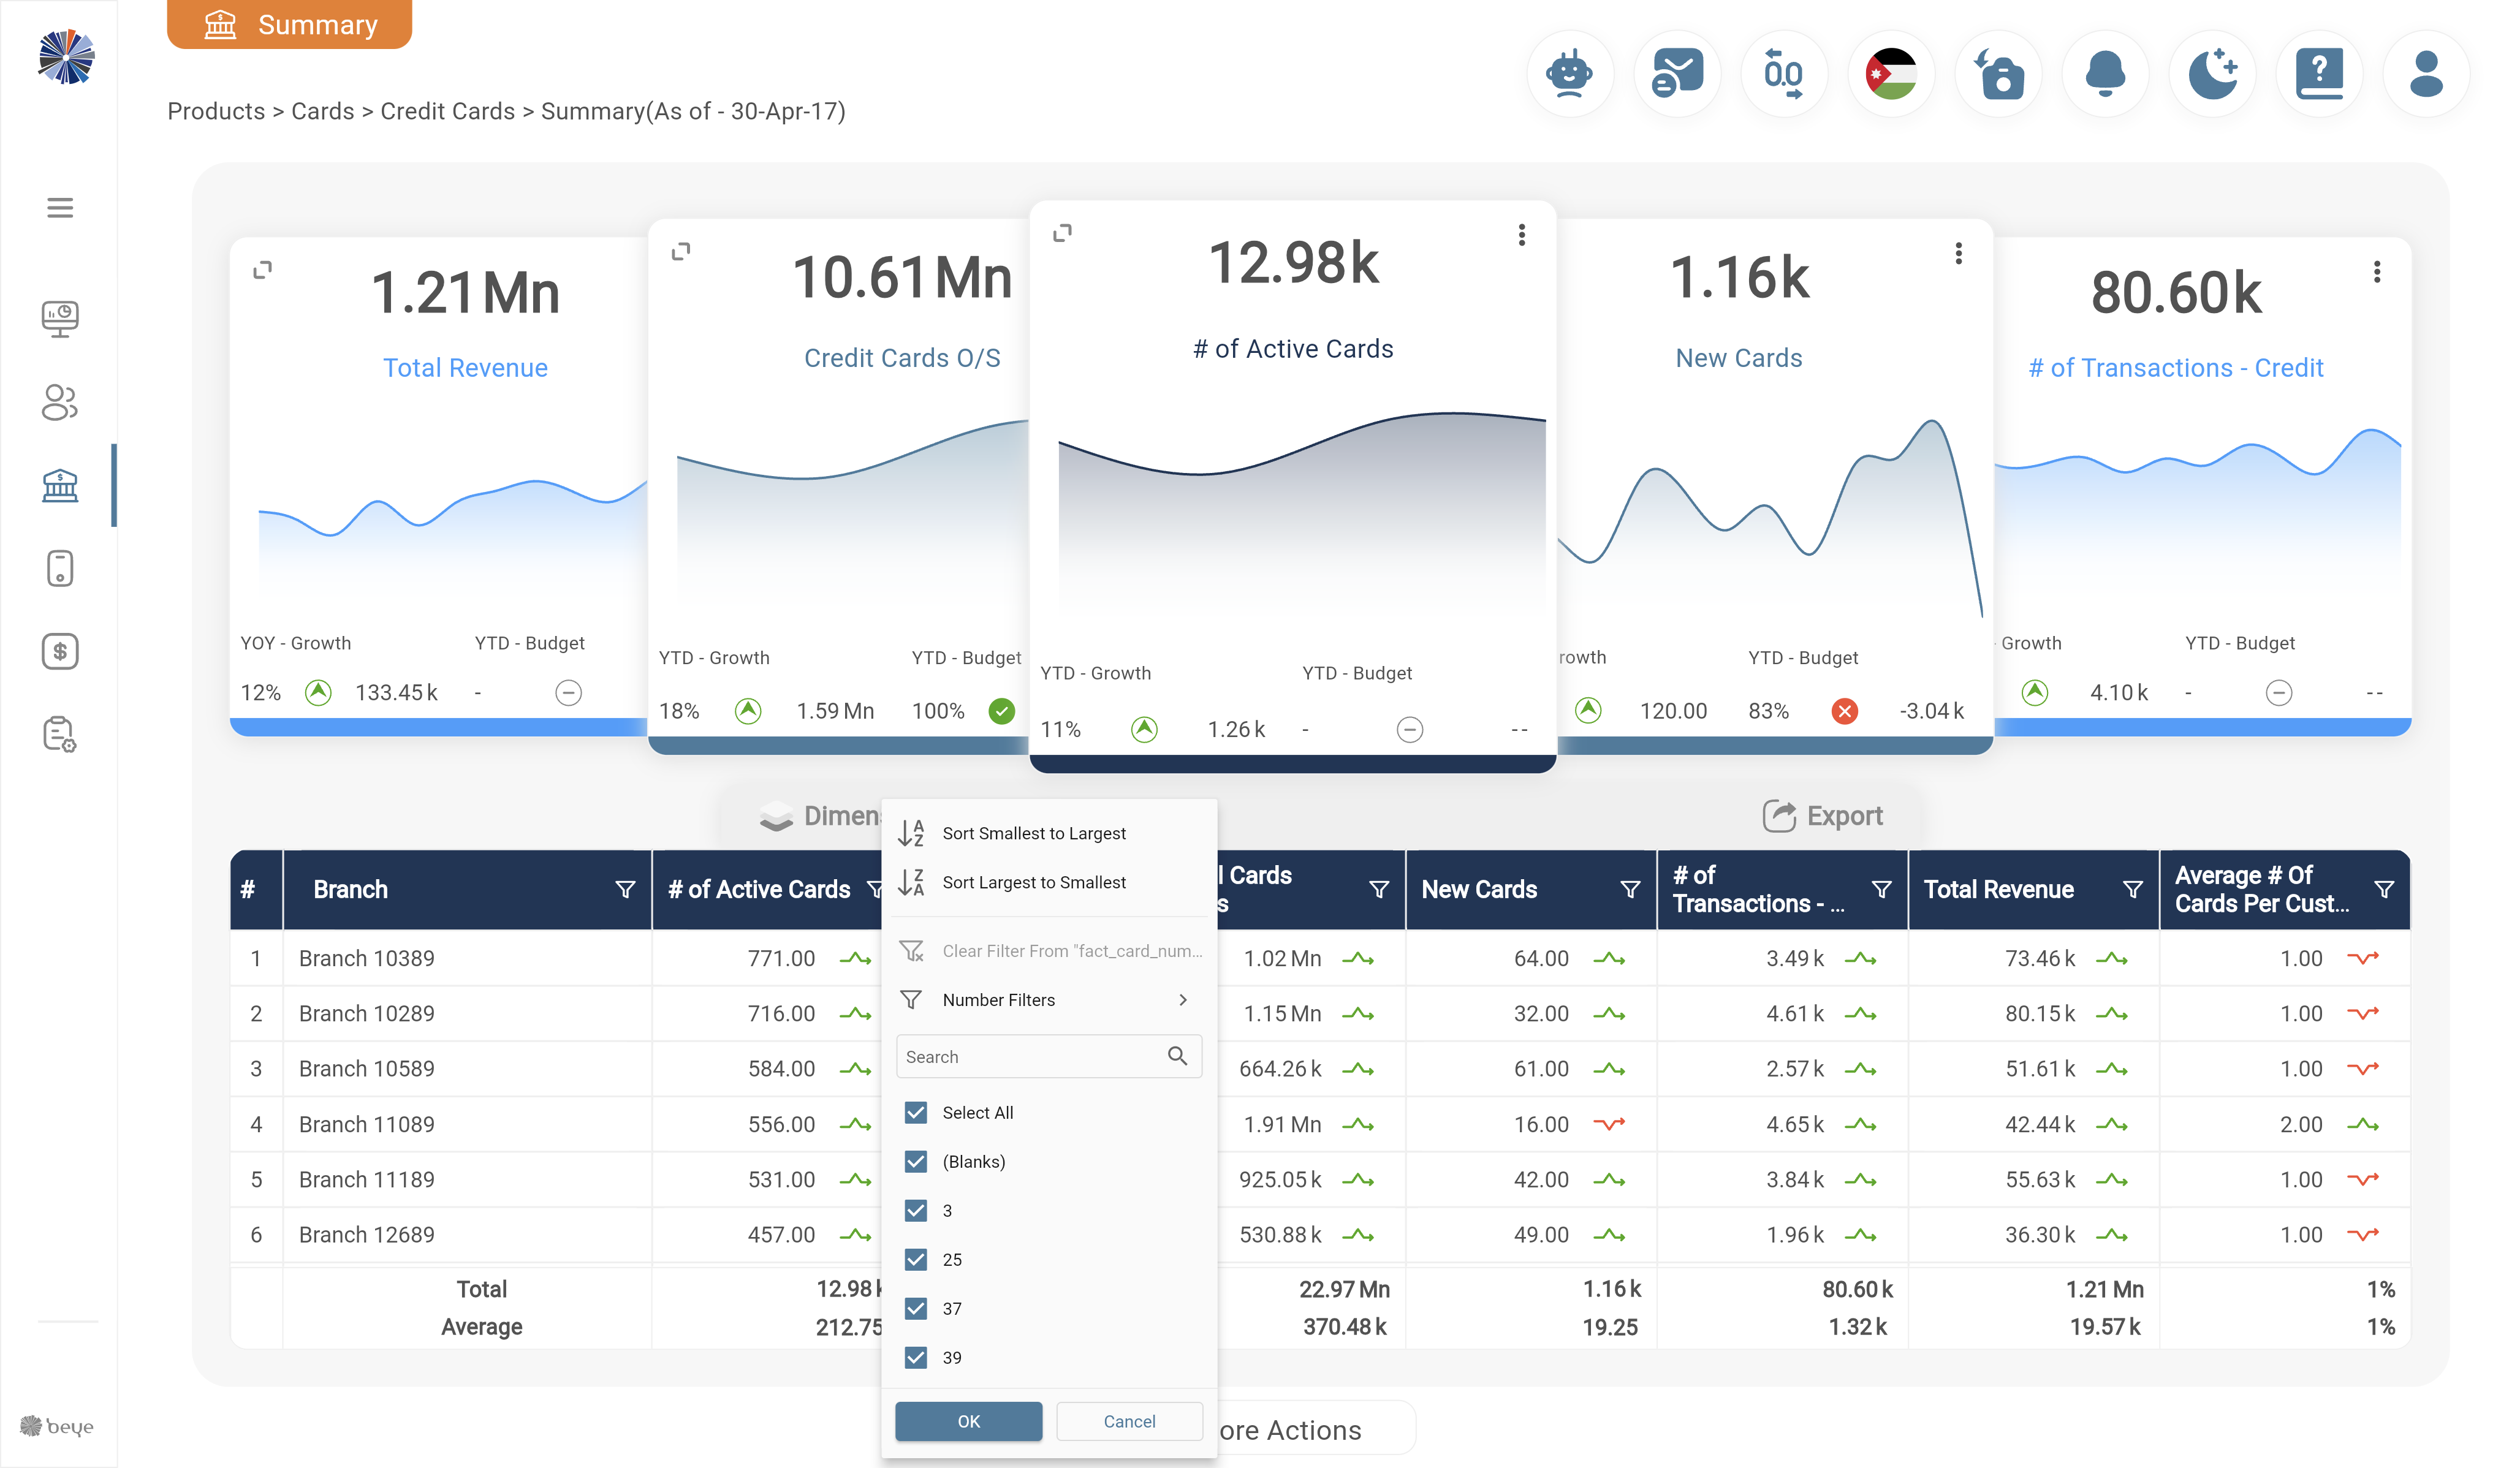 Summary
Products > Cards > Credit Cards > Summary(As of - 30-Apr-17)
0.0
1.21 Mn
Total Revenue
YOY - Growth YTD - Budget
12% 133.45 k -
10.61 Mn
Credit Cards O/S
YTD - Growth YTD - Budget
18% 1.59 Mn 100%
12.98 k
# of Active Cards
YTD - Growth YTD - Budget
11% 1.26 k - --
1.16 k
New Cards
rowth YTD - Budget
120.00 83% -3.04 k
80.60 k
# of Transactions - Credit
- Growth YTD - Budget
4.10 k - --
Dimens
Export
# Branch # of Active Cards l Cards s New Cards # of Transactions - ... Total Revenue Average # Of Cards Per Cust...
1 Branch 10389 771.00 1.02 Mn 64.00 3.49 k 73.46 k 1.00
2 Branch 10289 716.00 1.15 Mn 32.00 4.61 k 80.15 k 1.00
3 Branch 10589 584.00 664.26 k 61.00 2.57 k 51.61 k 1.00
4 Branch 11089 556.00 1.91 Mn 16.00 4.65 k 42.44 k 2.00
5 Branch 11189 531.00 925.05 k 42.00 3.84 k 55.63 k 1.00
6 Branch 12689 457.00 530.88 k 49.00 1.96 k 36.30 k 1.00
Total 12.98 k 22.97 Mn 1.16 k 80.60 k 1.21 Mn 1%
Average 212.75 370.48 k 19.25 1.32 k 19.57 k 1%
Sort Smallest to Largest
Sort Largest to Smallest
Clear Filter From "fact_card_num...
Number Filters
Search
Select All
(Blanks)
3
25
37
39
OK Cancel
ore Actions
beye